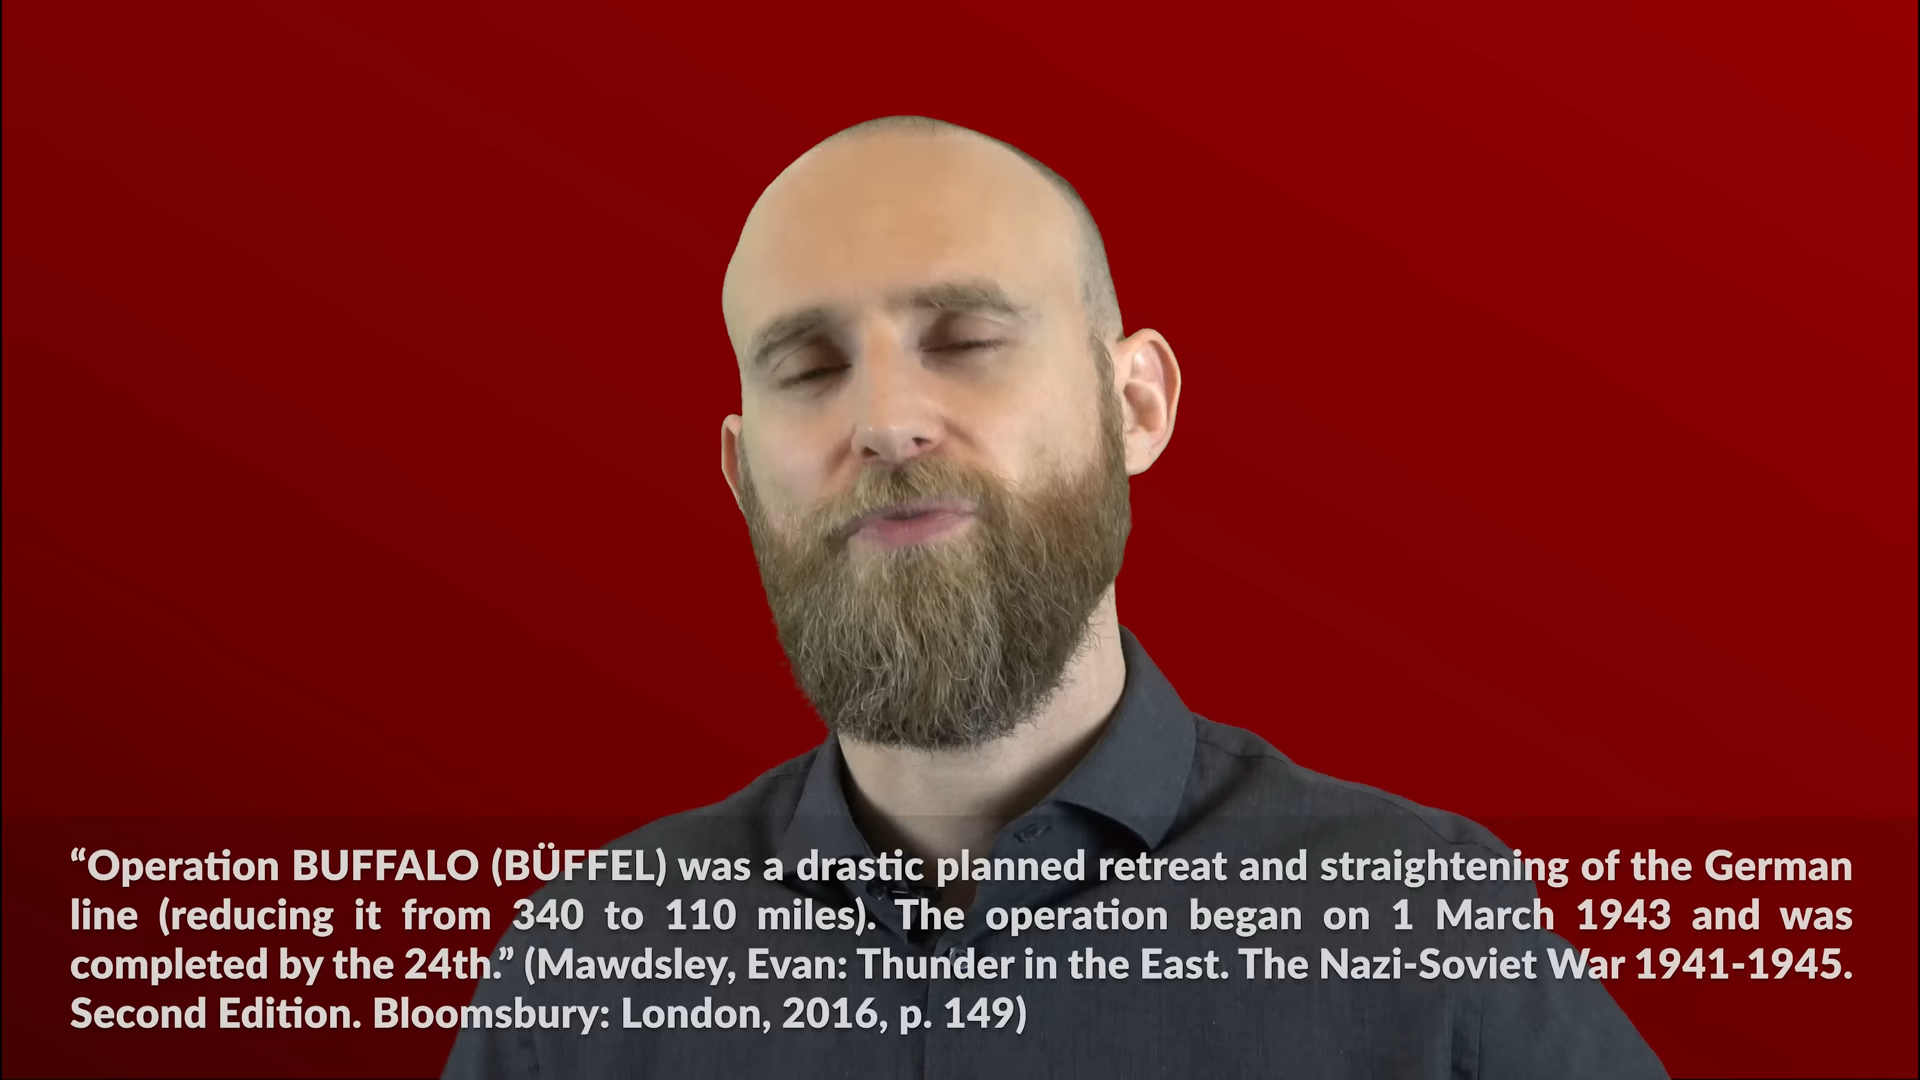 “Operation BUFFALO (BÜFFEL) was a drastic planned retreat and straightening of the German
line (reducing it from 340 to 110 miles). The operation began on 1 March 1943 and was
completed by the 24th.” (Mawdsley, Evan: Thunder in the East. The Nazi-Soviet War 1941-1945.
Second Edition. Bloomsbury: London, 2016, p. 149)